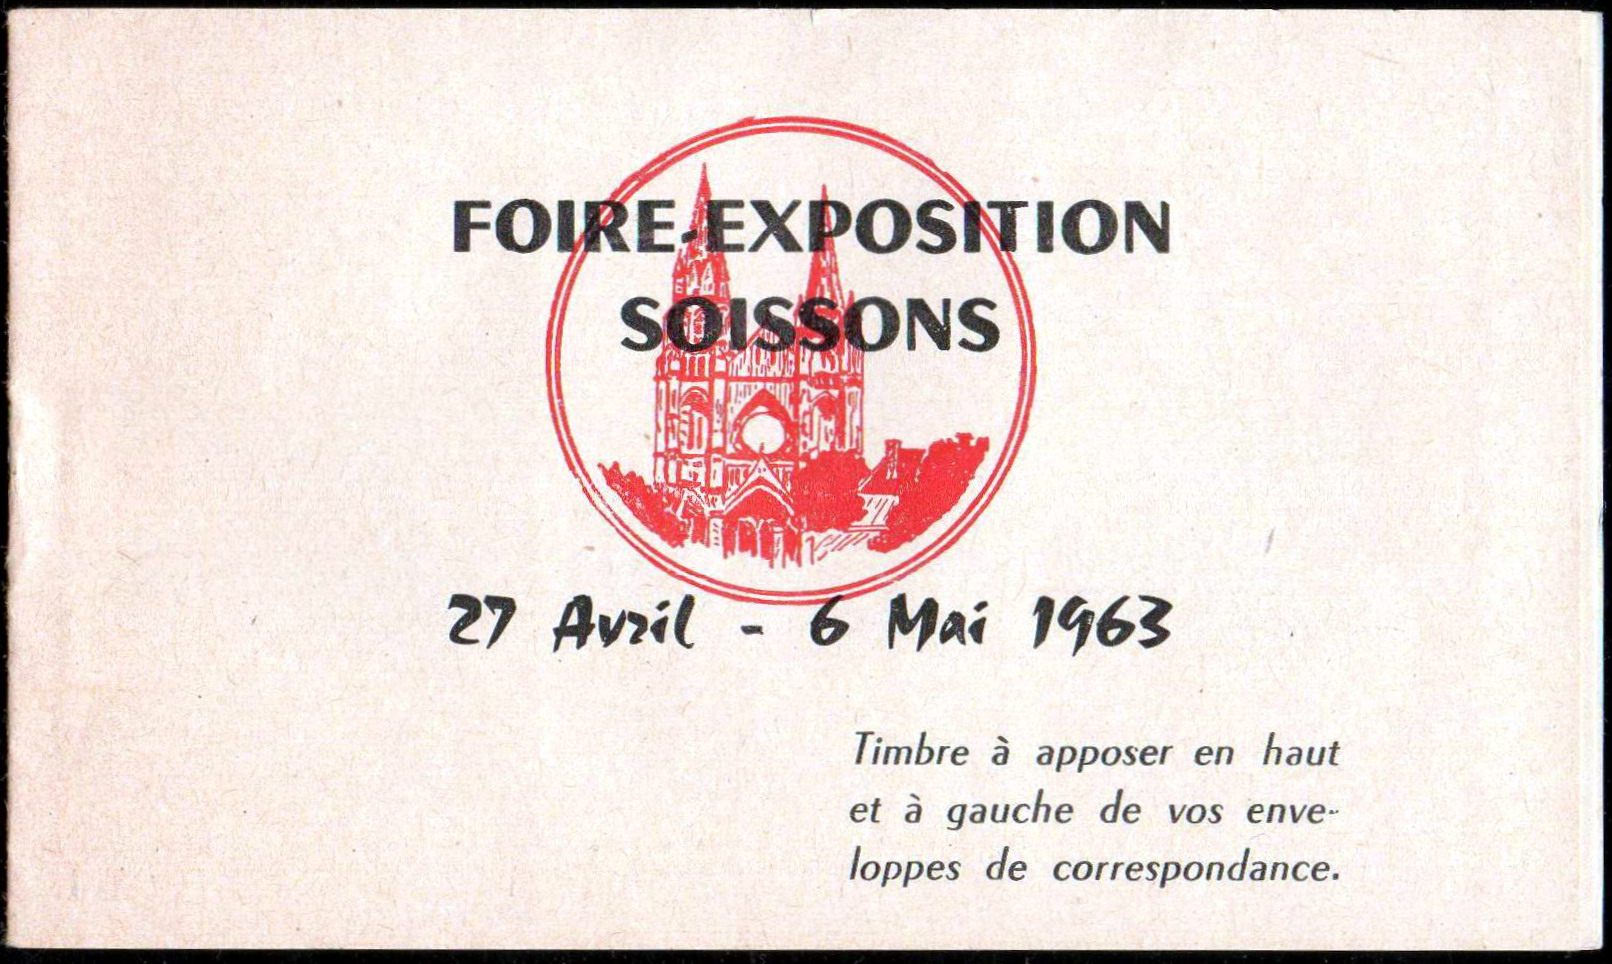 FOIRE-EXPOSITION
SOISSONS
27 Avril - 6 Mai 1963
Timbre à apposer en haut
et à gauche de vos enve-
loppes de correspondance.